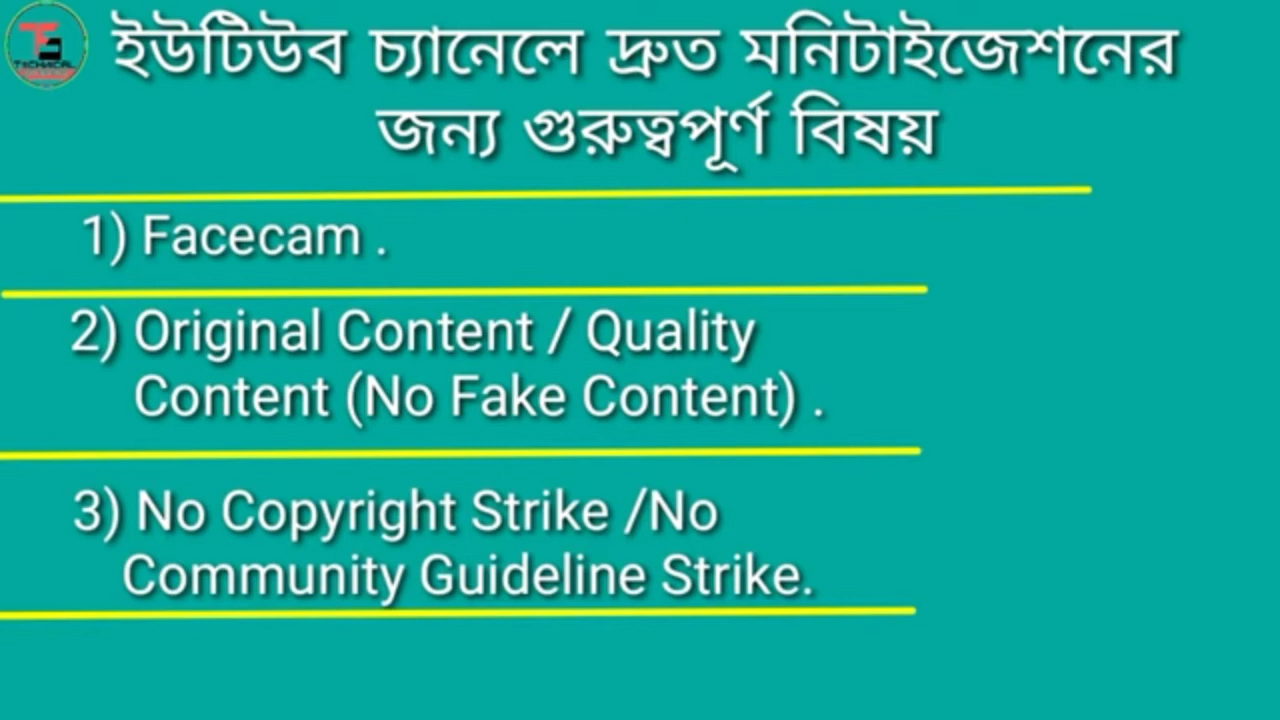 ইউটিউব চ্যানেলে দ্রুত মনিটাইজেশনের
জন্য গুরুত্বপূর্ণ বিষয়
1) Facecam .
2) Original Content / Quality
Content (No Fake Content) .
3) No Copyright Strike /No
Community Guideline Strike.
TECHNICAL